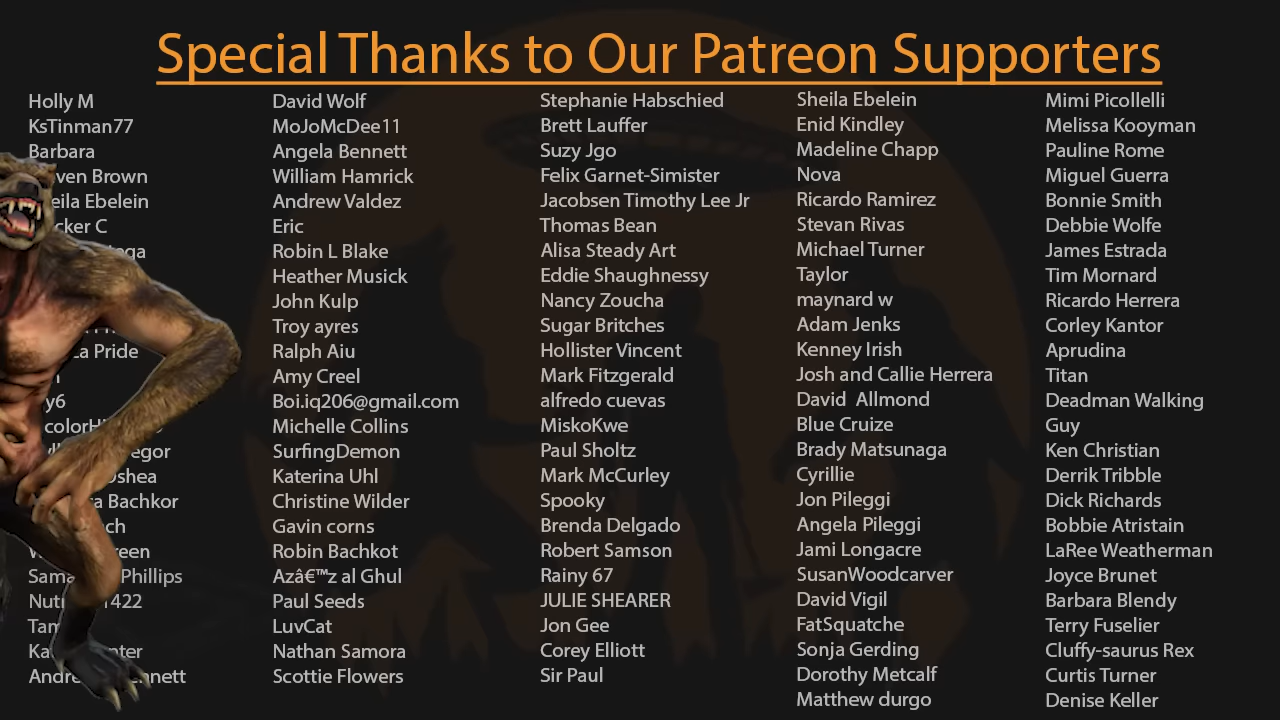 Special Thanks to Our Patreon Supporters
Holly M
KsTinman77
Barbara
Brown
Ebelein
C
Pride
Bachkor
Phillips
David Wolf
MoJoMcDee11
Angela Bennett
William Hamrick
Andrew Valdez
Eric
Robin L Blake
Heather Musick
John Kulp
Troy ayres
Ralph Aiu
Amy Creel
Boi.iq206@gmail.com
Michelle Collins
SurfingDemon
Katerina Uhl
Christine Wilder
Gavin corns
Robin Bachkot
Azâ€™z al Ghul
Paul Seeds
LuvCat
Nathan Samora
Scottie Flowers
Stephanie Habschied
Brett Lauffer
Suzy Jgo
Felix Garnet-Simister
Jacobsen Timothy Lee Jr
Thomas Bean
Alisa Steady Art
Eddie Shaughnessy
Nancy Zoucha
Sugar Britches
Hollister Vincent
Mark Fitzgerald
alfredo cuevas
MiskoKwe
Paul Sholtz
Mark McCurley
Spooky
Brenda Delgado
Robert Samson
Rainy 67
JULIE SHEARER
Jon Gee
Corey Elliott
Sir Paul
Sheila Ebelein
Enid Kindley
Madeline Chapp
Nova
Ricardo Ramirez
Stevan Rivas
Michael Turner
Taylor
maynard w
Adam Jenks
Kenney Irish
Josh and Callie Herrera
David  Allmond
Blue Cruize
Brady Matsunaga
Cyrillie
Jon Pileggi
Angela Pileggi
Jami Longacre
SusanWoodcarver
David Vigil
FatSquatche
Sonja Gerding
Dorothy Metcalf
Matthew durgo
Mimi Picollelli
Melissa Kooyman
Pauline Rome
Miguel Guerra
Bonnie Smith
Debbie Wolfe
James Estrada
Tim Mornard
Ricardo Herrera
Corley Kantor
Aprudina
Titan
Deadman Walking
Guy
Ken Christian
Derrik Tribble
Dick Richards
Bobbie Atristain
LaRee Weatherman
Joyce Brunet
Barbara Blendy
Terry Fuselier
Cluffy-saurus Rex
Curtis Turner
Denise Keller